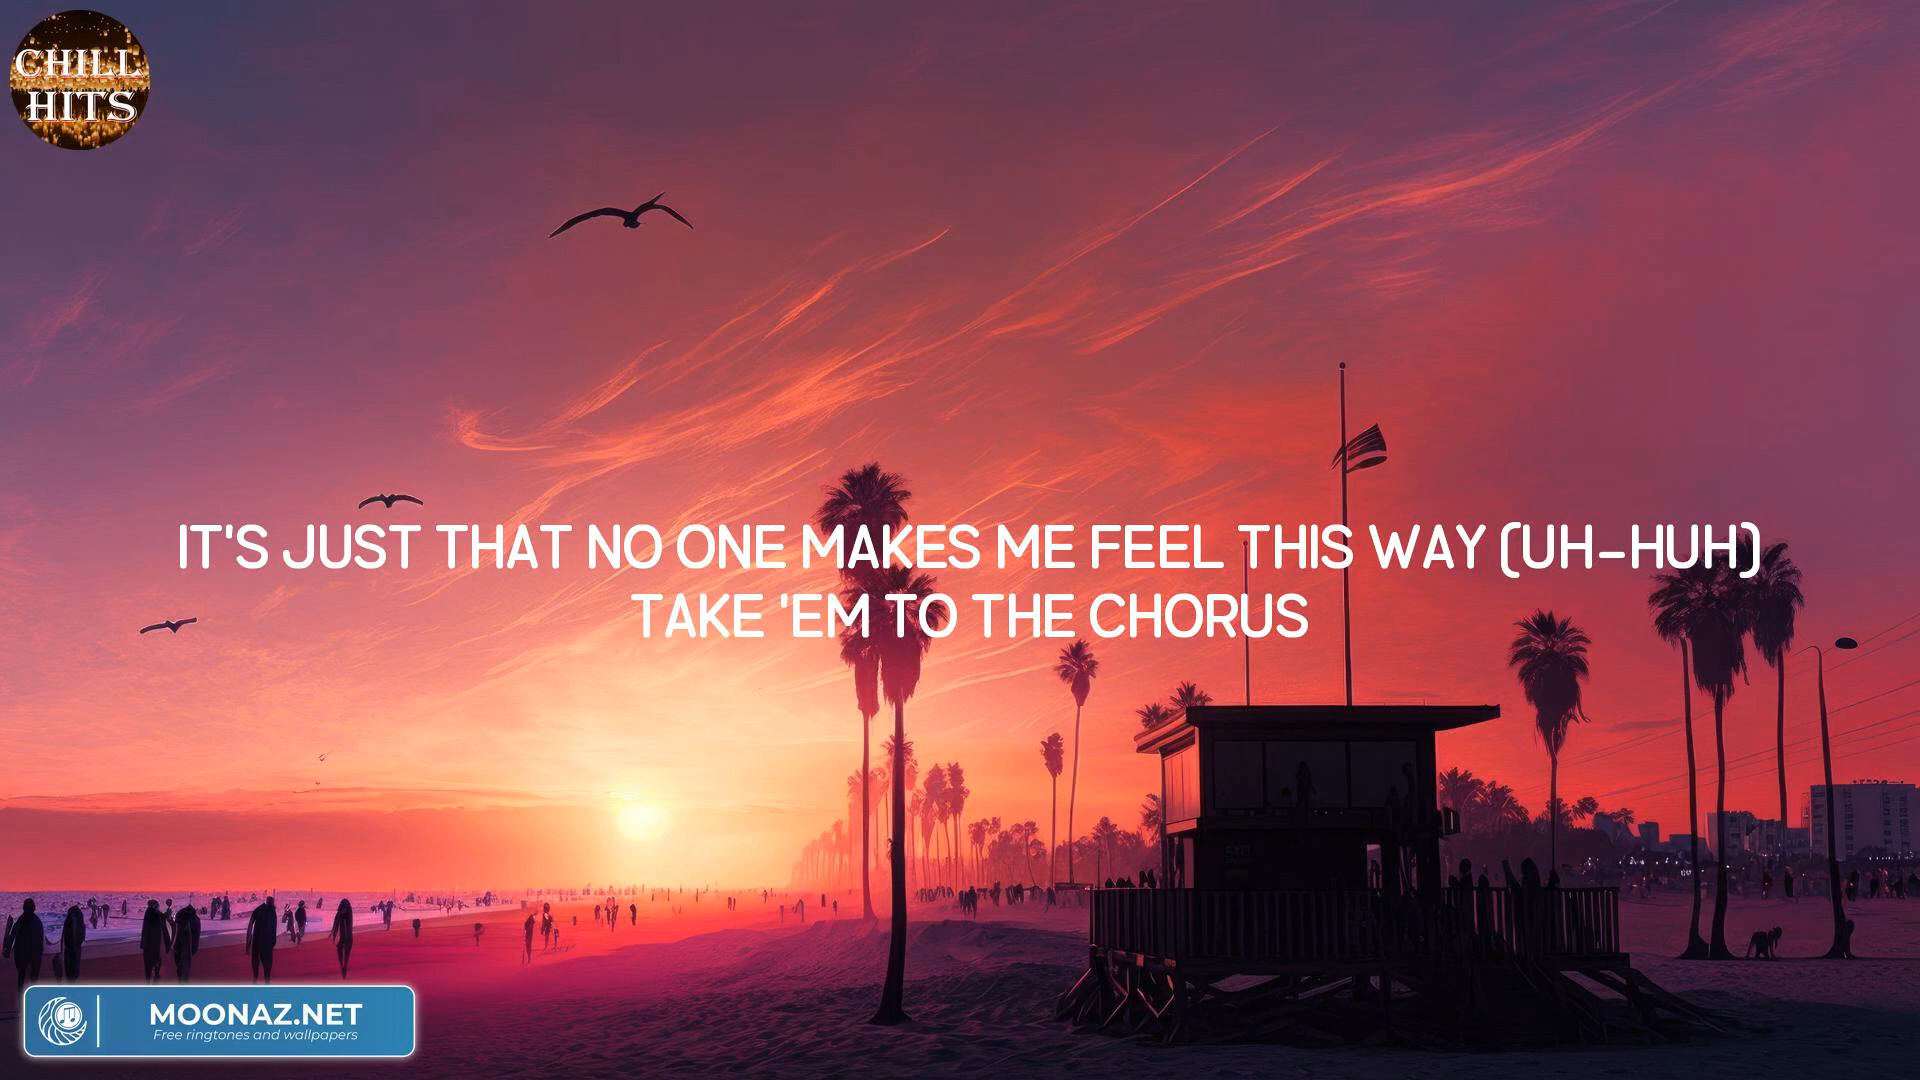 CHILL
HITS
IT'S JUST THAT NO ONE MAKES ME FEEL THIS WAY (UH-HUH)
TAKE 'EM TO THE CHORUS
MOONAZ.NET
Free ringtones and wallpapers